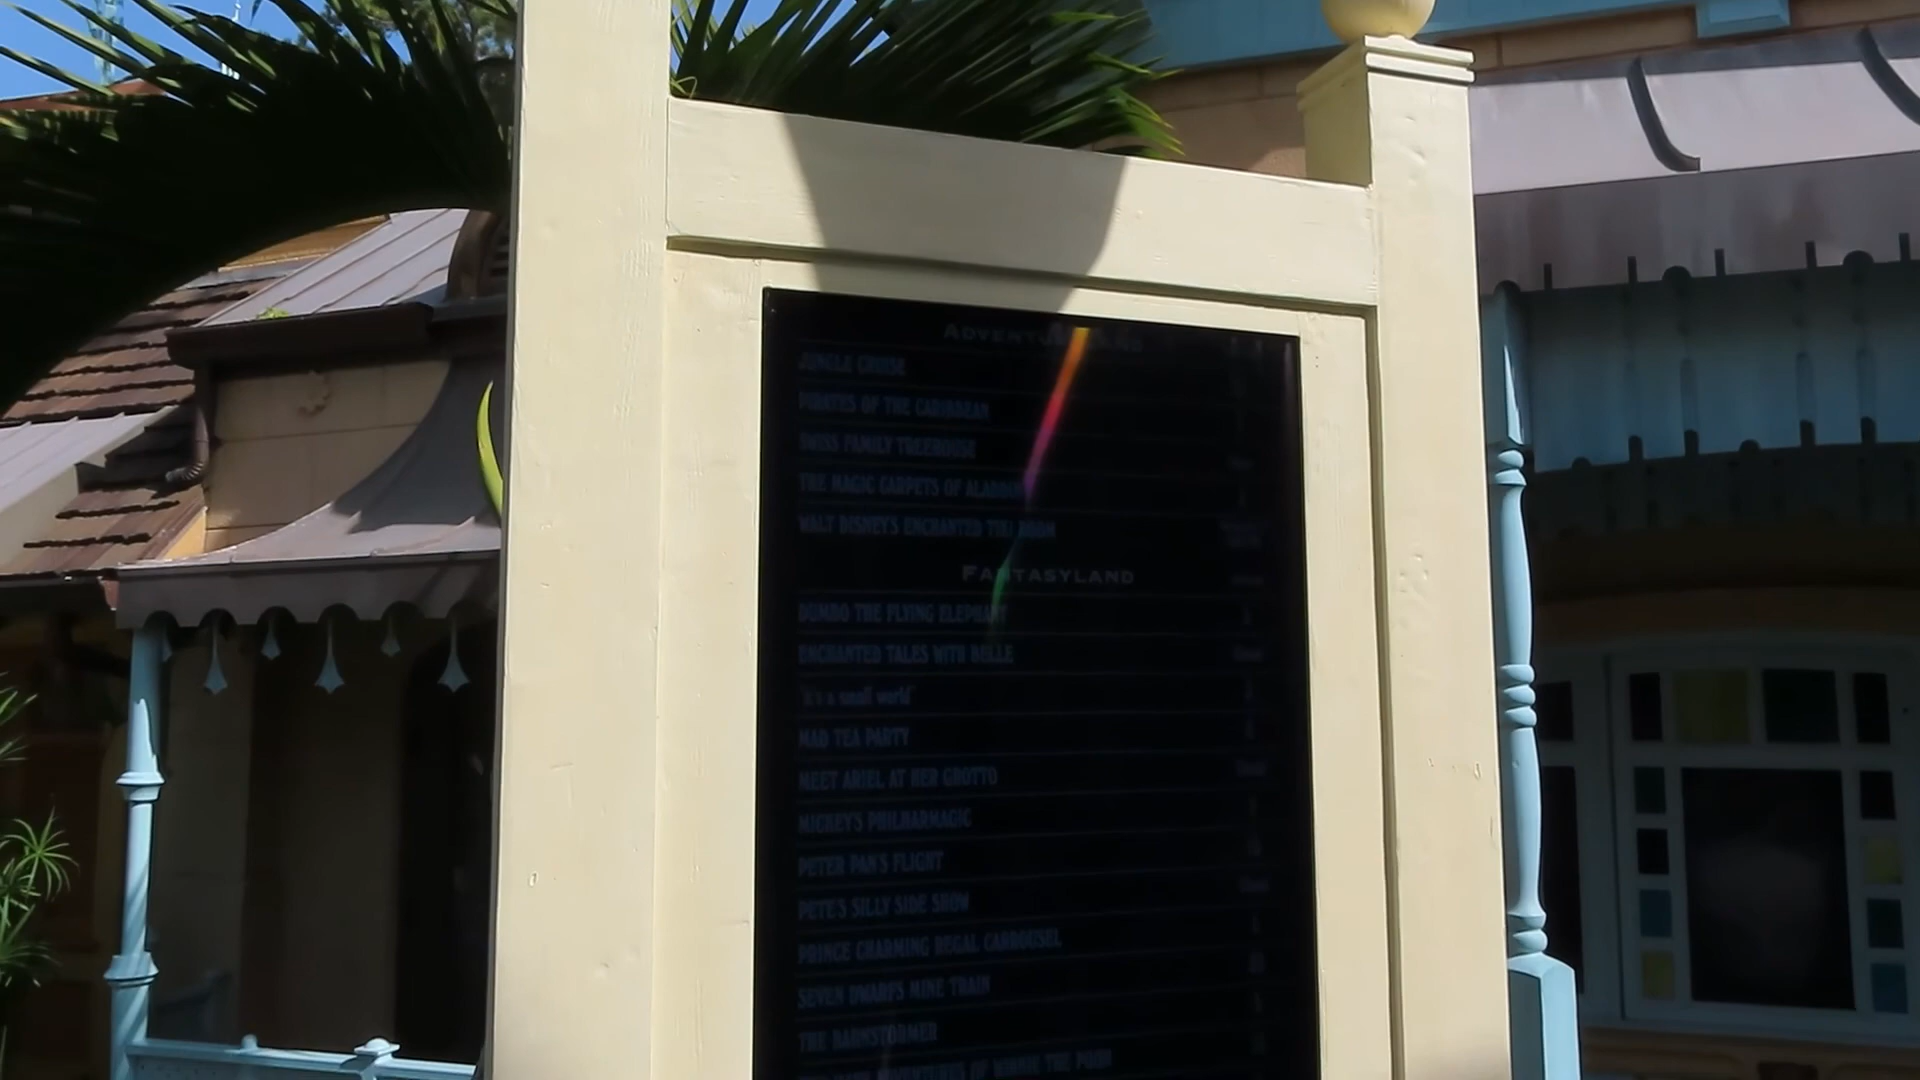 ADVENTURELAND
JUNGLE CRUISE
PIRATES OF THE CARIBBEAN
SWISS FAMILY TREEHOUSE
THE MAGIC CARPETS OF ALADDIN
WALT DISNEY'S ENCHANTED TIKI ROOM
FANTASYLAND
DUMBO THE FLYING ELEPHANT
ENCHANTED TALES WITH BELLE
"it's a small world"
MAD TEA PARTY
MEET ARIEL AT HER GROTTO
MICKEY'S PHILHARMAGIC
PETER PAN'S FLIGHT
PETE'S SILLY SIDE SHOW
PRINCE CHARMING REGAL CARROUSEL
SEVEN DWARFS MINE TRAIN
THE BARNSTORMER
ADVENTURES OF WINNIE THE POOH